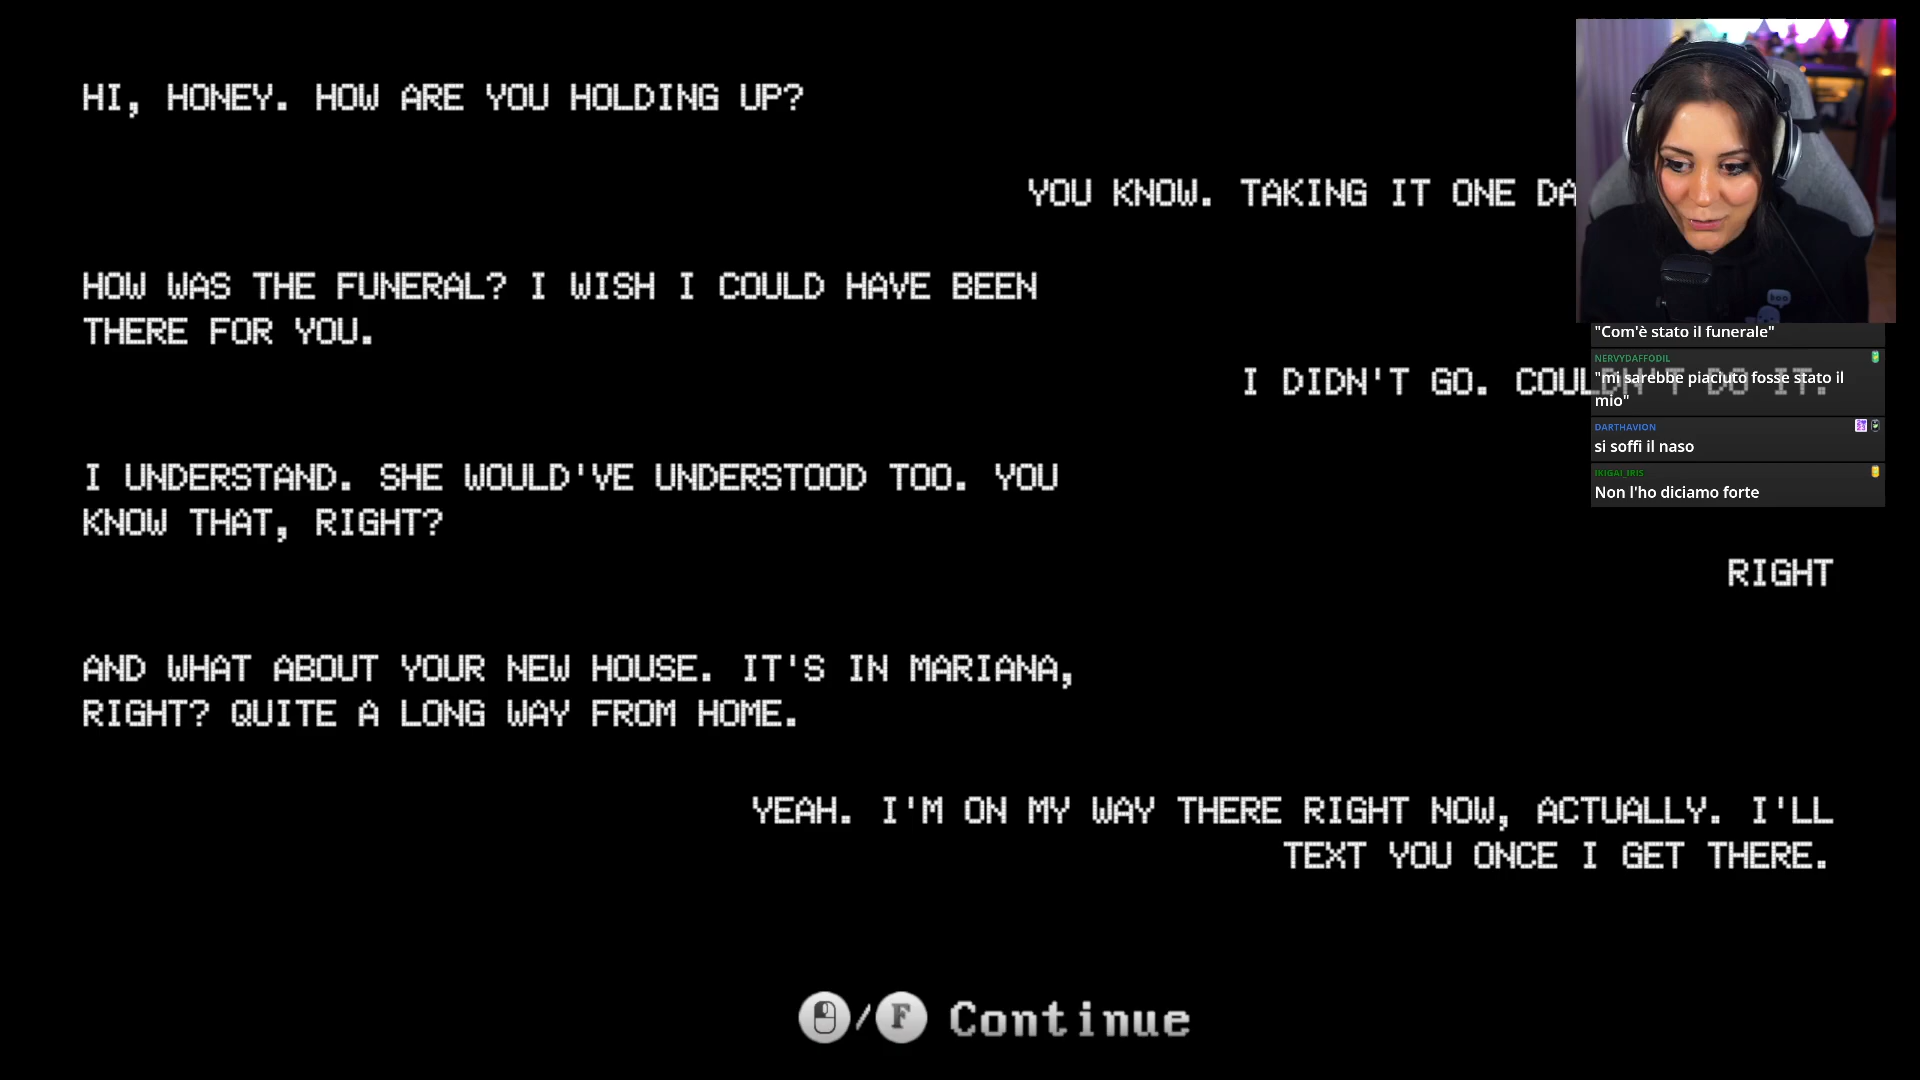 HI, HONEY. HOW ARE YOU HOLDING UP?
YOU KNOW. TAKING IT ONE
HOW WAS THE FUNERAL? I WISH I COULD HAVE BEEN
THERE FOR YOU.
I DIDN'T GO. COULDN'T DO IT.
I UNDERSTAND. SHE WOULD'VE UNDERSTOOD TOO. YOU
KNOW THAT, RIGHT?
RIGHT
AND WHAT ABOUT YOUR NEW HOUSE. IT'S IN MARIANA,
RIGHT? QUITE A LONG WAY FROM HOME.
YEAH. I'M ON MY WAY THERE RIGHT NOW, ACTUALLY. I'LL
TEXT YOU ONCE I GET THERE.
F Continue
boo
"Com'è stato il funerale"
NERVYDAFFODIL
"mi sarebbe piaciuto fosse stato il
mio"
DARTHAVION
si soffi il naso
IKIGAI_IRIS
Non l'ho diciamo forte